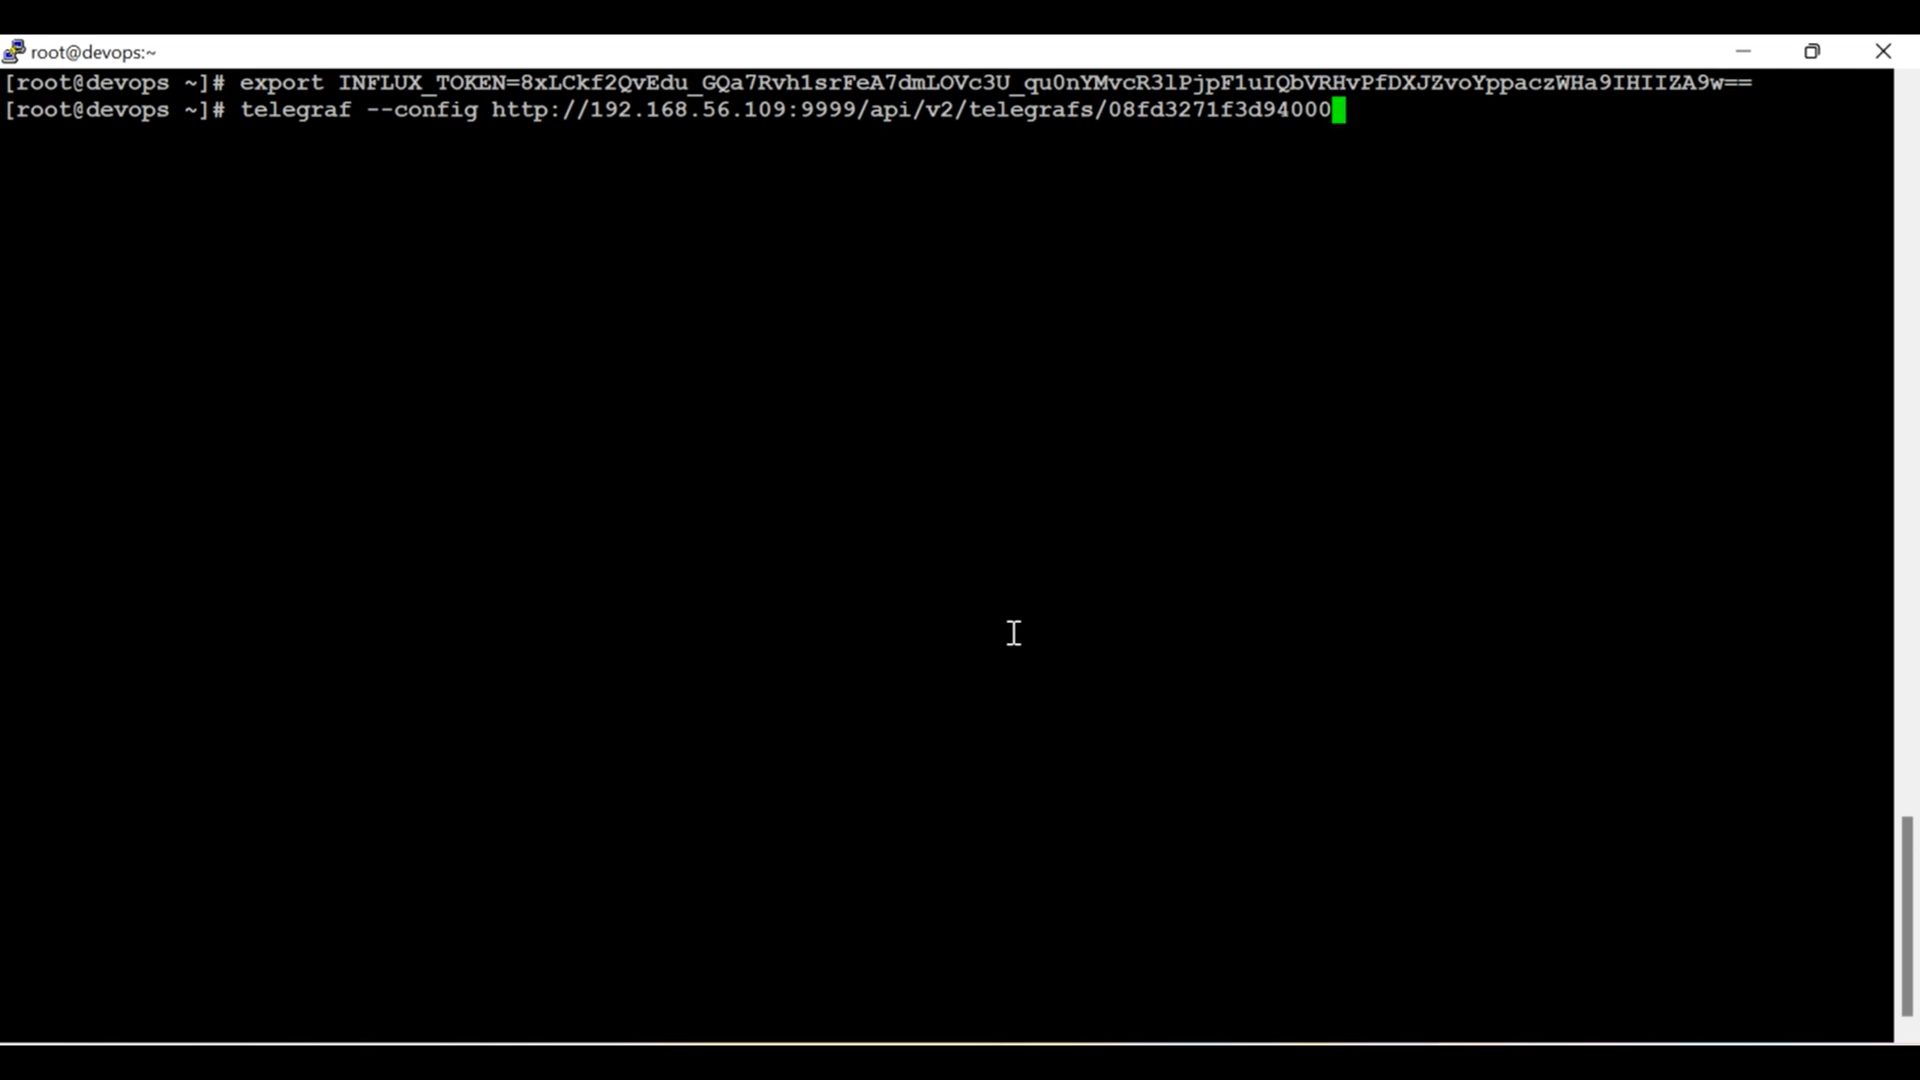 root@devops:~
[root@devops ~]# export INFLUX_TOKEN=8xLCkf2QvEdu_GQa7Rvh1srFeA7dmLOVc3U_qu0nYMvcR3lPjpF1uIQbVRHvPfDXJZvoYppaczWHa9IHIIZA9w==
[root@devops ~]# telegraf --config http://192.168.56.109:9999/api/v2/telegrafs/08fd3271f3d94000